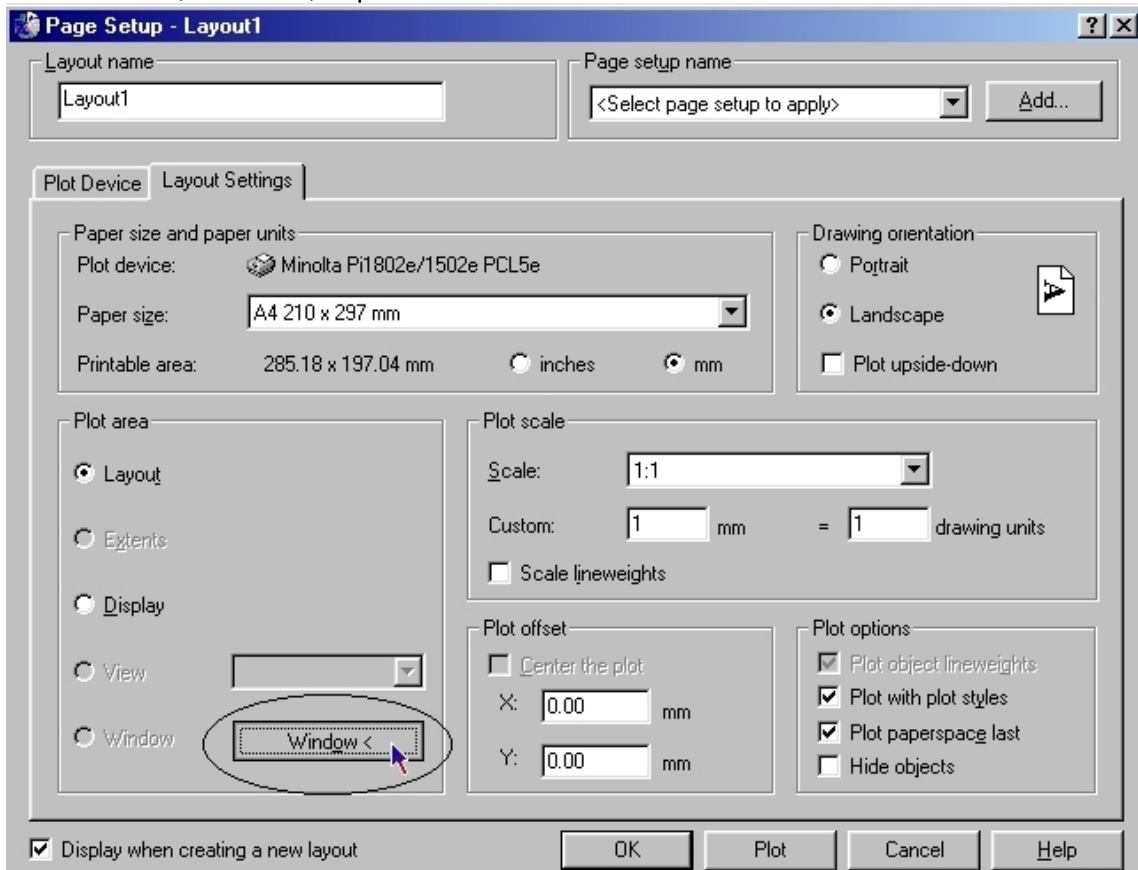 Page Setup - Layout1
Layout name
Layout1
Page setup name
<Select page setup to apply>
Add...
Plot Device
Layout Settings
Paper size and paper units
Plot device:
Minolta Pi1802e/1502e PCL5e
Paper size:
A4 210 x 297 mm
Printable area:
285.18 x 197.04 mm
inches
mm
Drawing orientation
Portrait
Landscape
A
Plot upside-down
Plot area
Layout
Extents
Display
View
Window
Window <
Plot scale
Scale:
1:1
Custom:
1 mm = 1 drawing units
Scale lineweights
Plot offset
Center the plot
X: 0.00 mm
Y: 0.00 mm
Plot options
Plot object lineweights
Plot with plot styles
Plot paperspace last
Hide objects
Display when creating a new layout
OK
Plot
Cancel
Help